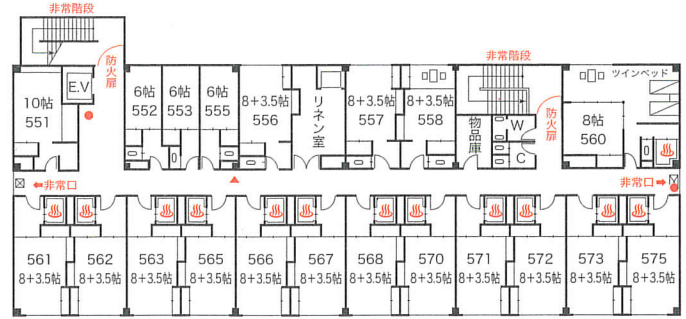 非常階段
防火扉
E.V
10帖
551
6帖
552
6帖
553
6帖
555
8+3.5帖
556
リネン室
8+3.5帖
557
8+3.5帖
558
非常階段
物品庫
W
C
防火扉
ツインベッド
8帖
560
非常口
非常口
561
8+3.5帖
562
8+3.5帖
563
8+3.5帖
565
8+3.5帖
566
8+3.5帖
567
8+3.5帖
568
8+3.5帖
570
8+3.5帖
571
8+3.5帖
572
8+3.5帖
573
8+3.5帖
575
8+3.5帖